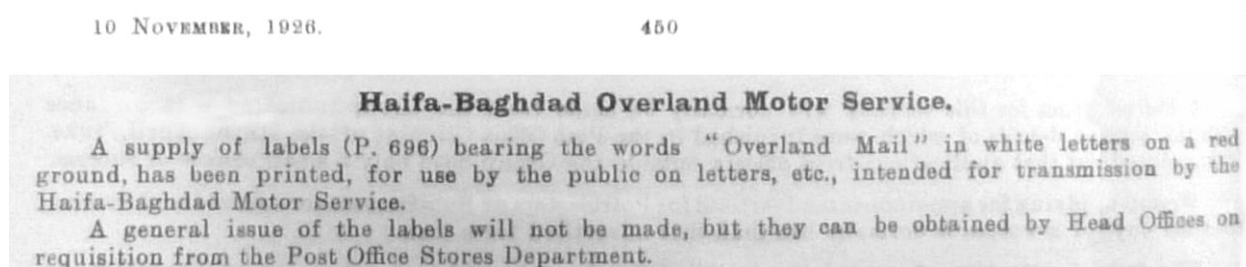 10 NOVEMBER, 1926. 450
Haifa-Baghdad Overland Motor Service.
A supply of labels (P. 696) bearing the words "Overland Mail" in white letters on a red
ground, has been printed, for use by the public on letters, etc., intended for transmission by the
Haifa-Baghdad Motor Service.
A general issue of the labels will not be made, but they can be obtained by Head Offices on
requisition from the Post Office Stores Department.